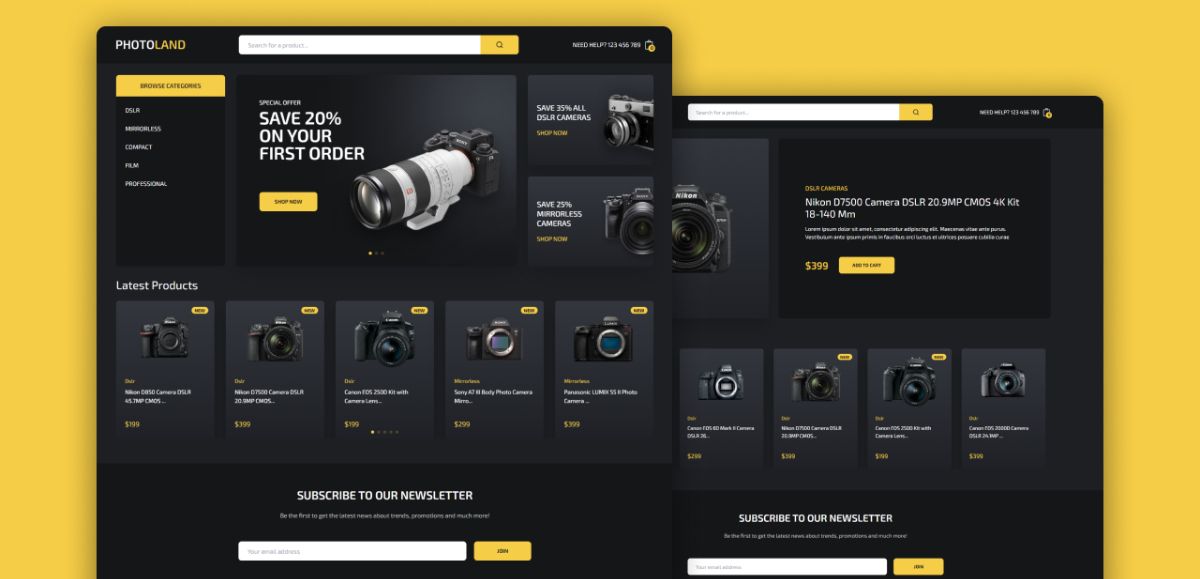 PHOTOLAND
Search for a product...
NEED HELP? 123 456 789
0
BROWSE CATEGORIES
DSLR
MIRRORLESS
COMPACT
FILM
PROFESSIONAL
SPECIAL OFFER
SAVE 20%
ON YOUR
FIRST ORDER
SHOP NOW
SAVE 35% ALL
DSLR CAMERAS
SHOP NOW
SAVE 25%
MIRRORLESS
CAMERAS
SHOP NOW
Latest Products
NEW
Dslr
Nikon D850 Camera DSLR
45.7MP CMOS ...
$199
NEW
Dslr
Nikon D7500 Camera DSLR
20.9MP CMOS...
$399
NEW
Dslr
Canon EOS 250D Kit with
Camera Lens...
$199
NEW
Mirrorless
Sony A7 III Body Photo Camera
Mirro...
$299
NEW
Mirrorless
Panasonic LUMIX S5 II Photo
Camera ...
$399
SUBSCRIBE TO OUR NEWSLETTER
Be the first to get the latest news about trends, promotions and much more!
Your email address
JOIN
Search for a product...
NEED HELP? 123 456 789
0
Nikon
DSLR CAMERAS
Nikon D7500 Camera DSLR 20.9MP CMOS 4K Kit
18-140 Mm
Lorem ipsum dolor sit amet, consectetur adipiscing elit. Maecenas vitae ante purus.
Vestibulum ante ipsum primis in faucibus orci luctus et ultrices posuere cubilia curae
$399
ADD TO CART
Dslr
Canon EOS 6D Mark II Camera
DSLR 26...
$299
NEW
Dslr
Nikon D7500 Camera DSLR
20.9MP CMOS...
$399
NEW
Dslr
Canon EOS 250D Kit with
Camera Lens...
$199
Dslr
Canon EOS 2000D Camera
DSLR 24.1MP ...
$399
SUBSCRIBE TO OUR NEWSLETTER
Be the first to get the latest news about trends, promotions and much more!
Your email address
JOIN